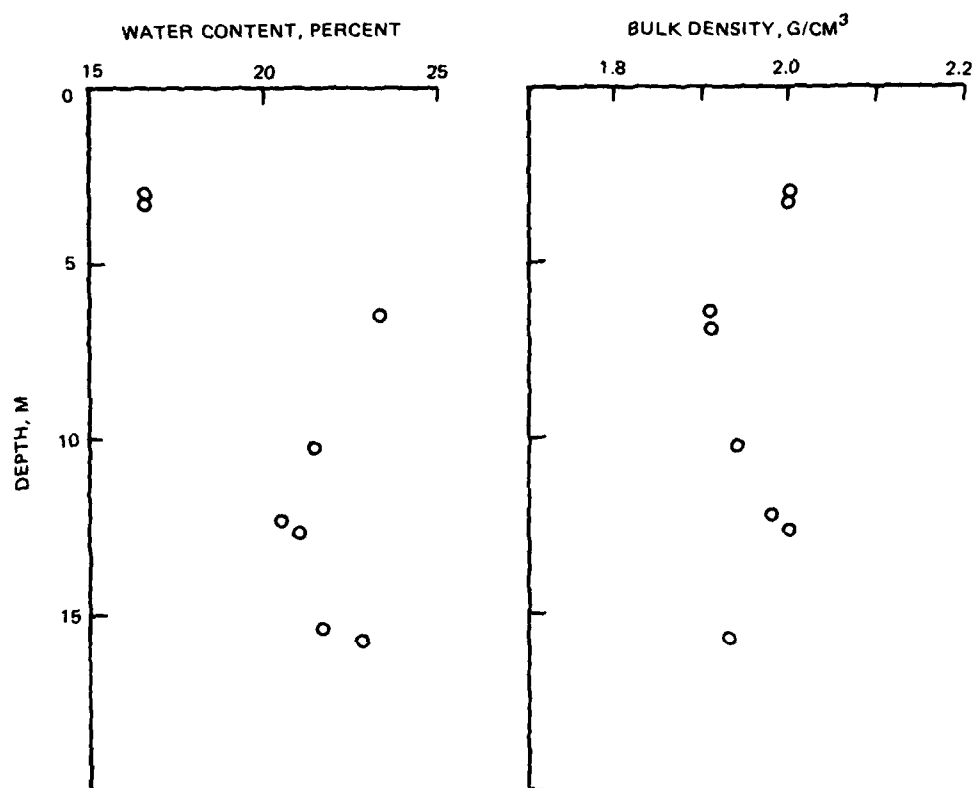 WATER CONTENT, PERCENT
15 20 25
0
5
10
15
DEPTH, M
BULK DENSITY, G/CM³
1.8 2.0 2.2